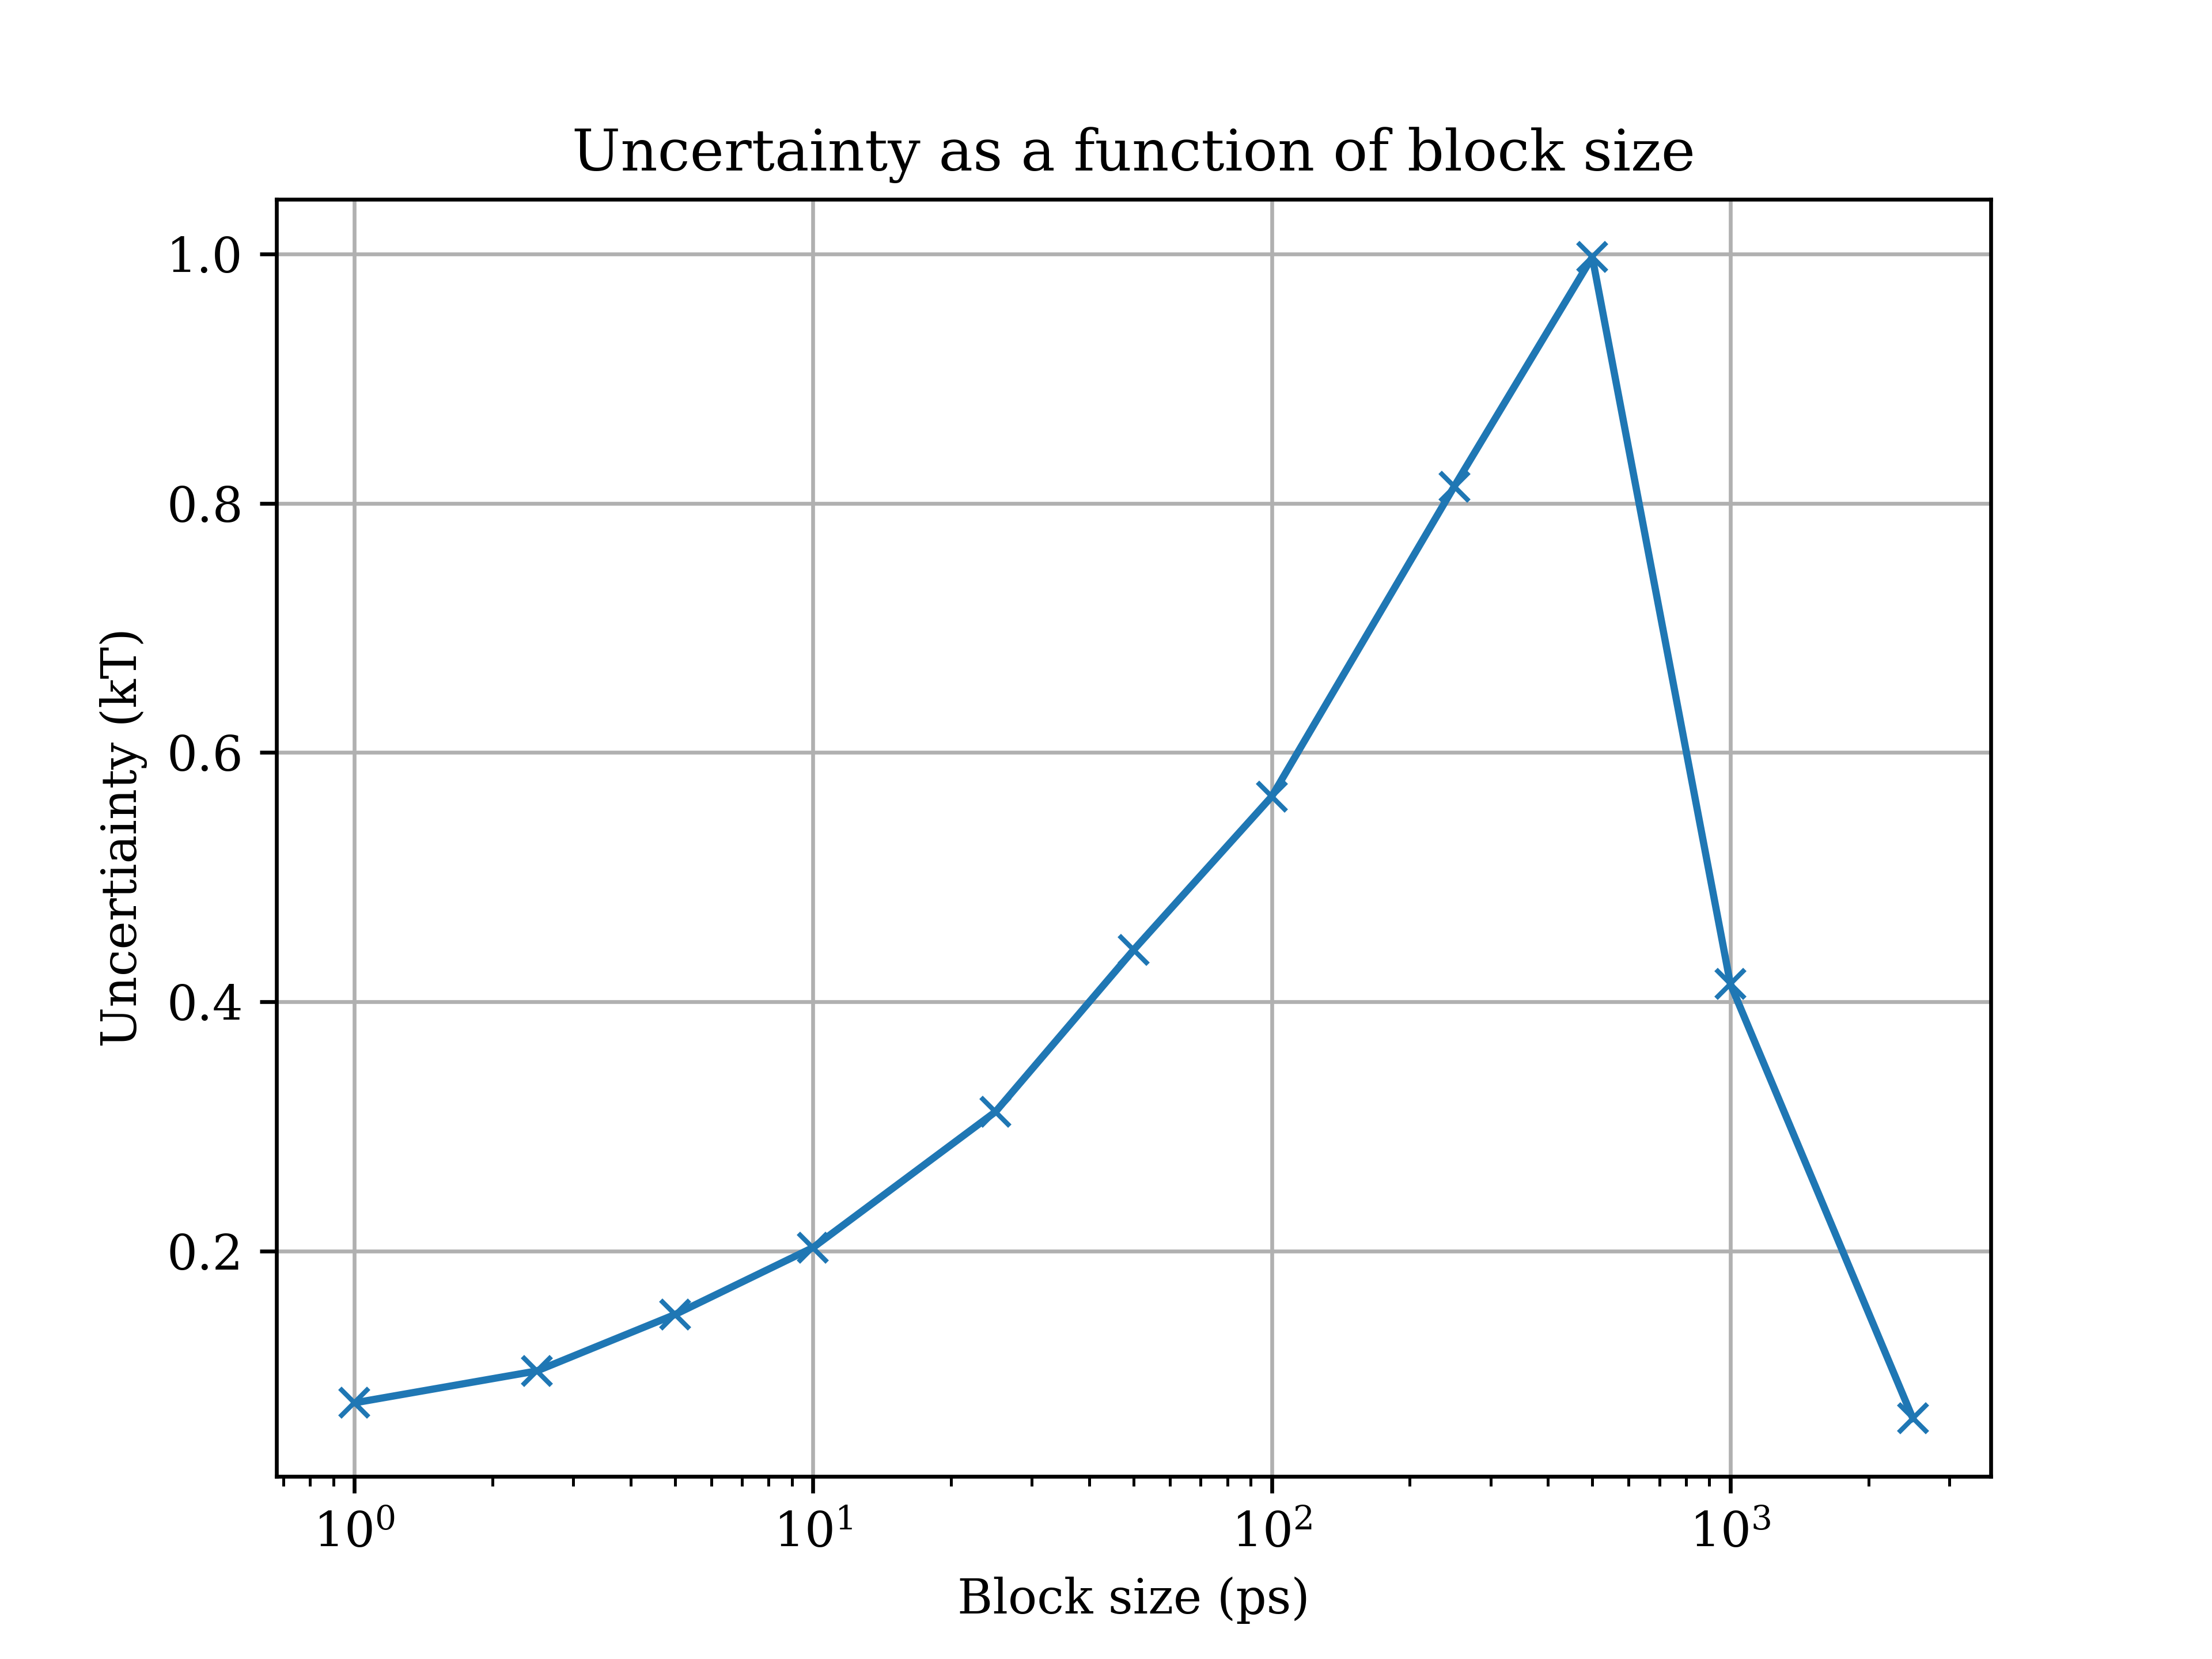 Uncertainty as a function of block size
1.0
0.8
0.6
0.4
0.2
Uncertiainty (kT)
10⁰ 10¹ 10² 10³
Block size (ps)